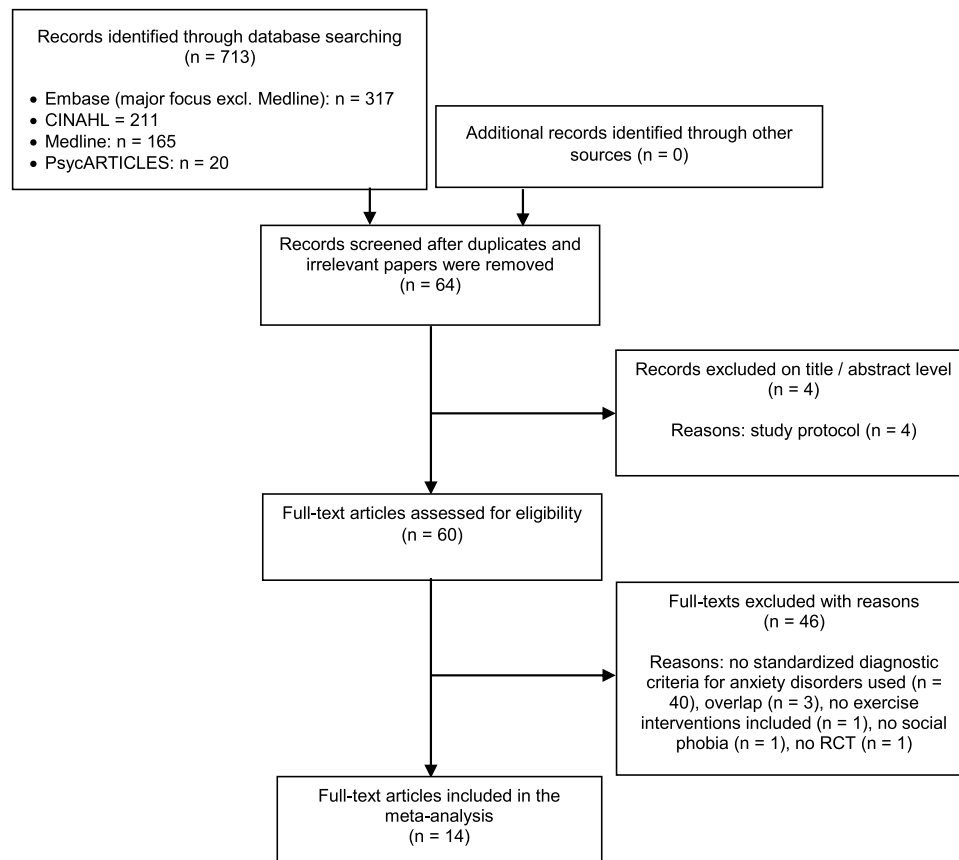 Records identified through database searching
(n = 713)
• Embase (major focus excl. Medline): n = 317
• CINAHL = 211
• Medline: n = 165
• PsycARTICLES: n = 20
Additional records identified through other
sources (n = 0)
Records screened after duplicates and
irrelevant papers were removed
(n = 64)
Records excluded on title / abstract level
(n = 4)
Reasons: study protocol (n = 4)
Full-text articles assessed for eligibility
(n = 60)
Full-texts excluded with reasons
(n = 46)
Reasons: no standardized diagnostic
criteria for anxiety disorders used (n =
40), overlap (n = 3), no exercise
interventions included (n = 1), no social
phobia (n = 1), no RCT (n = 1)
Full-text articles included in the
meta-analysis
(n = 14)